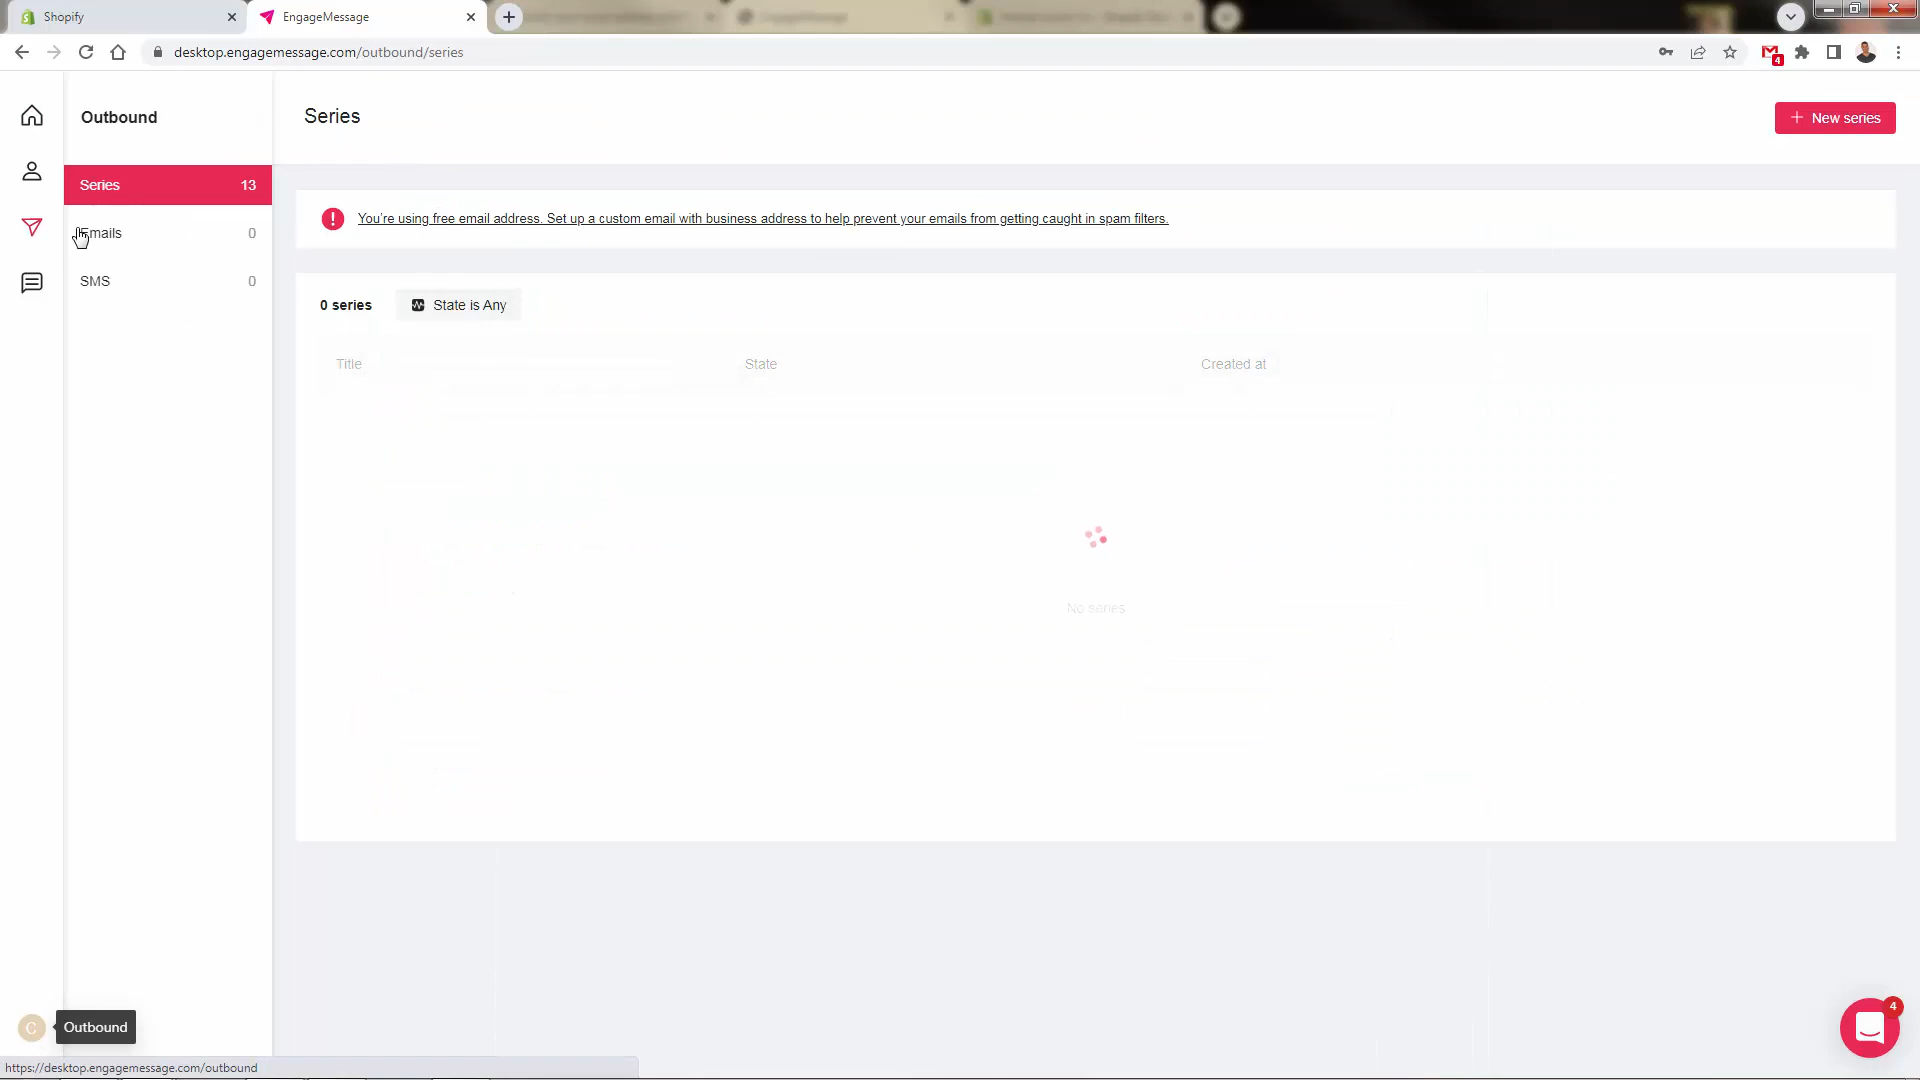 Shopify
EngageMessage
desktop.engagemessage.com/outbound/series
4
Outbound
Series
New series
Series 13
Emails 0
SMS 0
You're using free email address. Set up a custom email with business address to help prevent your emails from getting caught in spam filters.
0 series
State is Any
Title
State
Created at
No series
C
Outbound
4
https://desktop.engagemessage.com/outbound